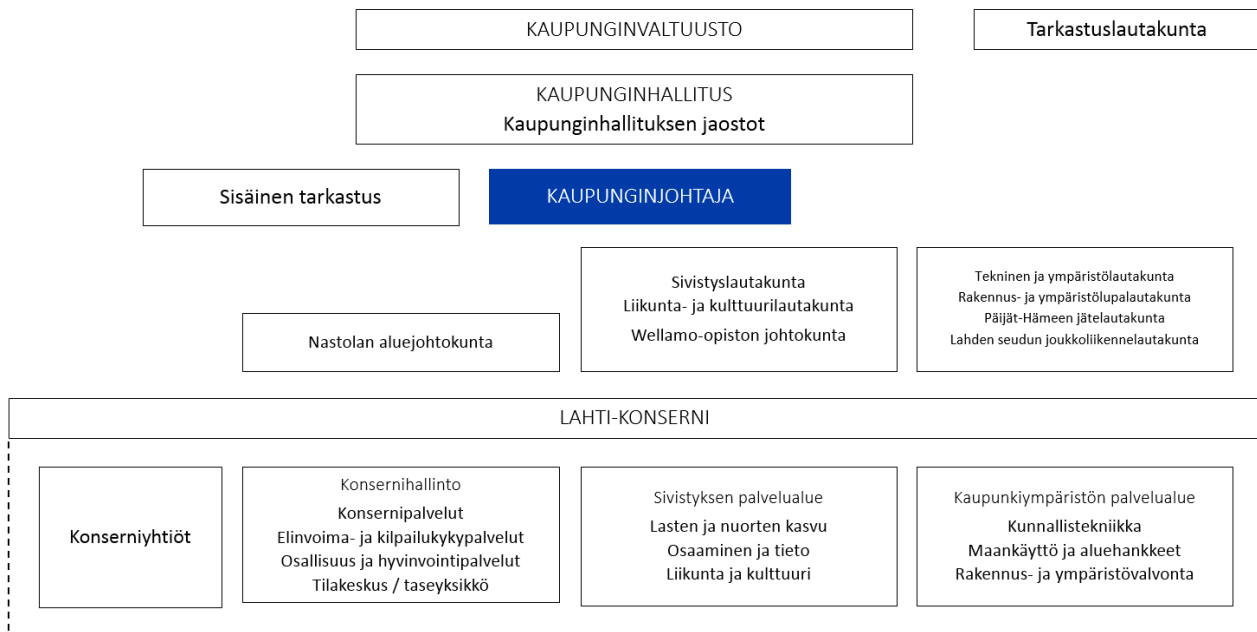 KAUPUNGINVALTUUSTO
Tarkastuslautakunta
KAUPUNGINHALLITUS
Kaupunginhallituksen jaostot
Sisäinen tarkastus
KAUPUNGINJOHTAJA
Nastolan aluejohtokunta
Sivistyslautakunta
Liikunta- ja kulttuurilautakunta
Wellamo-opiston johtokunta
Tekninen ja ympäristölautakunta
Rakennus- ja ympäristölupalautakunta
Päijät-Hämeen jätelautakunta
Lahden seudun joukkoliikennelautakunta
LAHTI-KONSERNI
Konserniyhtiöt
Konsernihallinto
Konsernipalvelut
Elinvoima- ja kilpailukykypalvelut
Osallisuus ja hyvinvointipalvelut
Tilakeskus / taseyksikkö
Sivistyksen palvelualue
Lasten ja nuorten kasvu
Osaaminen ja tieto
Liikunta ja kulttuuri
Kaupunkiympäristön palvelualue
Kunnallistekniikka
Maankäyttö ja aluehankkeet
Rakennus- ja ympäristövalvonta